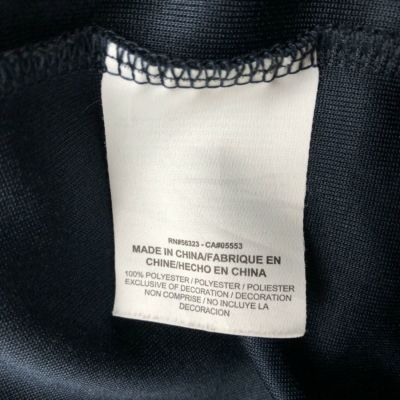 RN#56323 - CA#05553
MADE IN CHINA/FABRIQUE EN
CHINE/HECHO EN CHINA
100% POLYESTER / POLYESTER / POLIÉSTER
EXCLUSIVE OF DECORATION / DECORATION
NON COMPRISE / NO INCLUYE LA
DECORACION